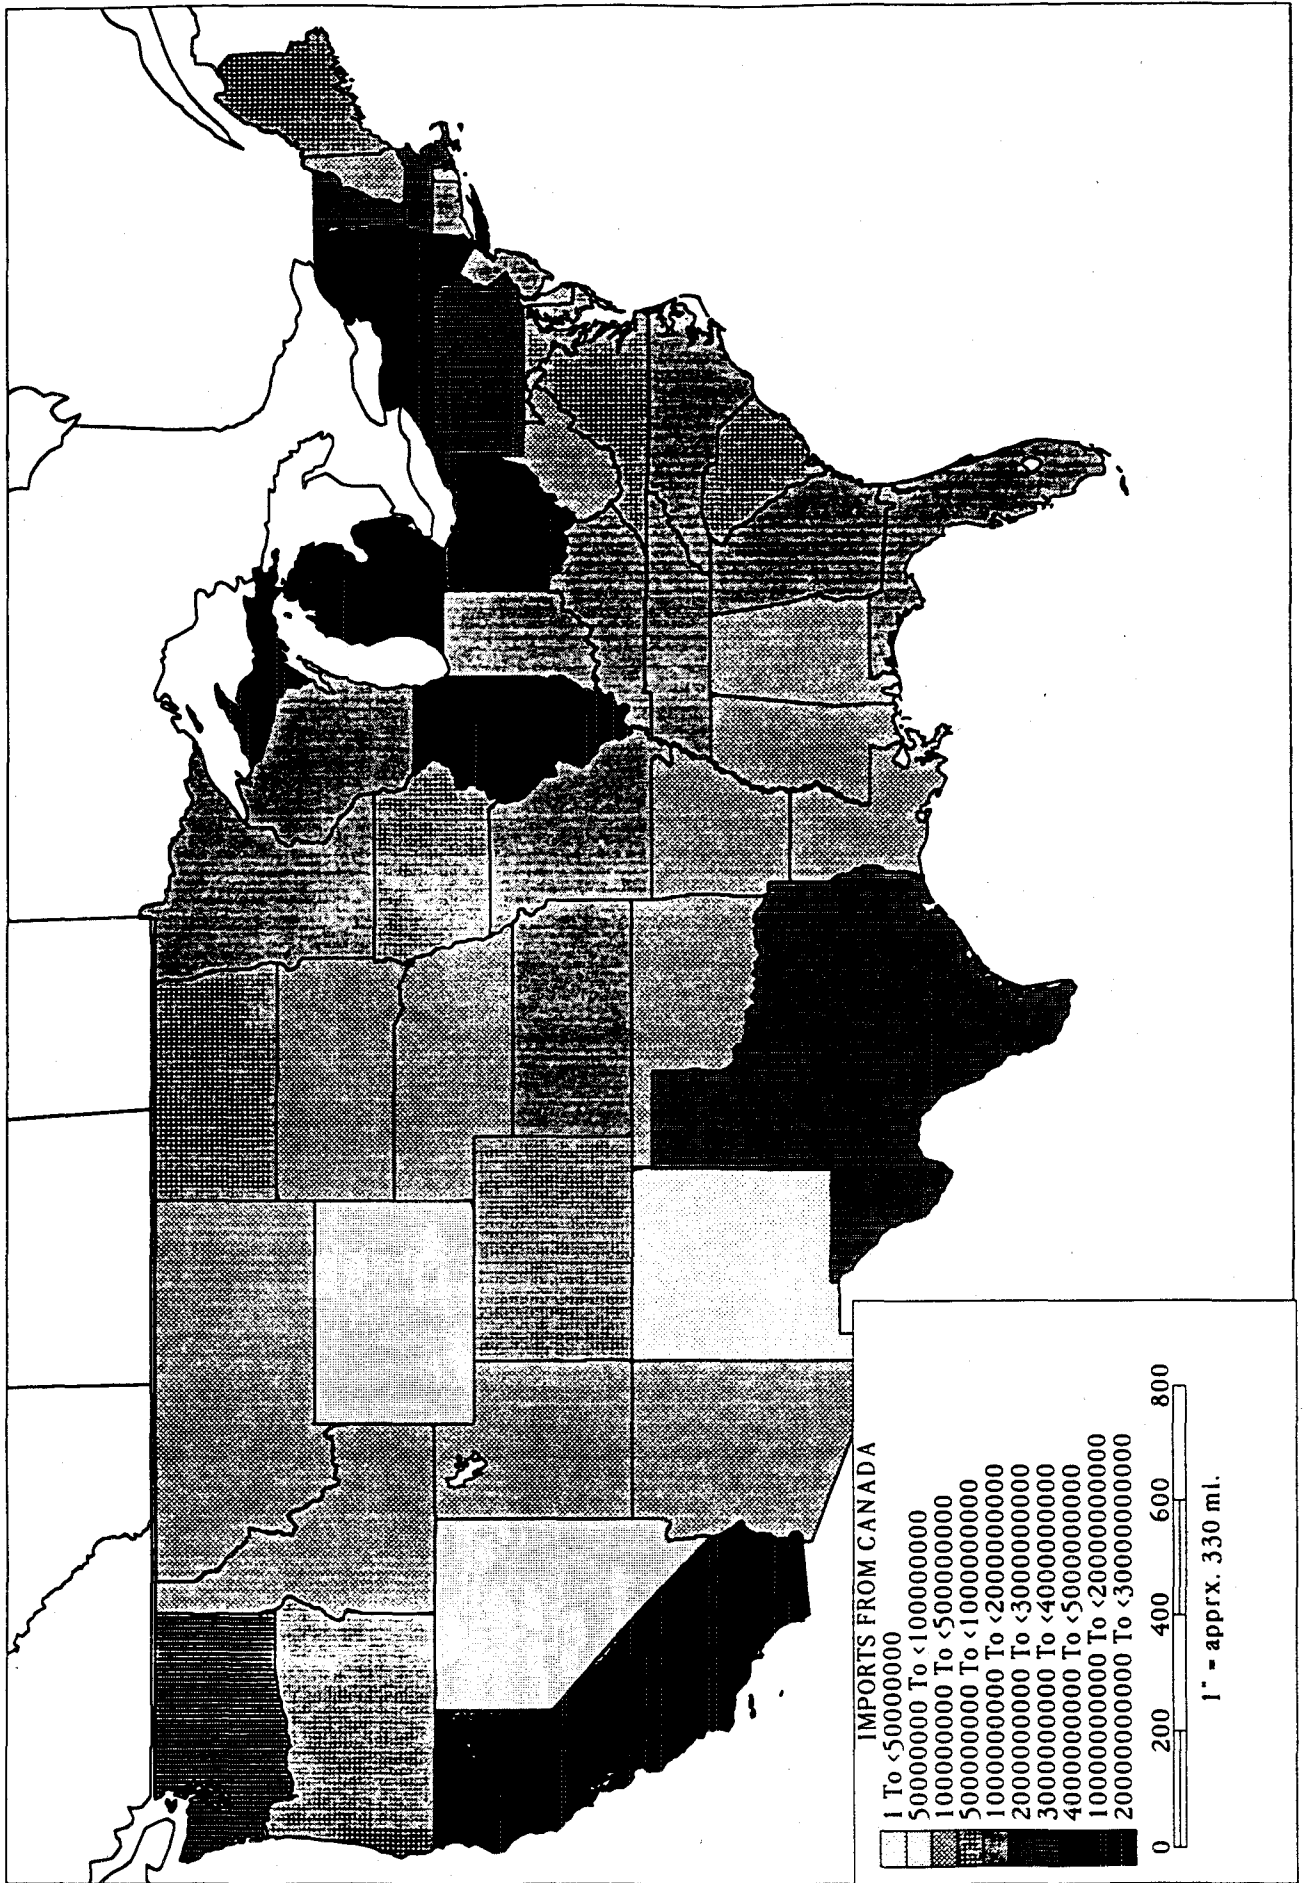 IMPORTS FROM CANADA
1 To <50000000
50000000 To <100000000
100000000 To <500000000
500000000 To <1000000000
1000000000 To <2000000000
2000000000 To <3000000000
3000000000 To <4000000000
4000000000 To <5000000000
10000000000 To <20000000000
20000000000 To <30000000000
0 200 400 600 800
1" = apprx. 330 mi.